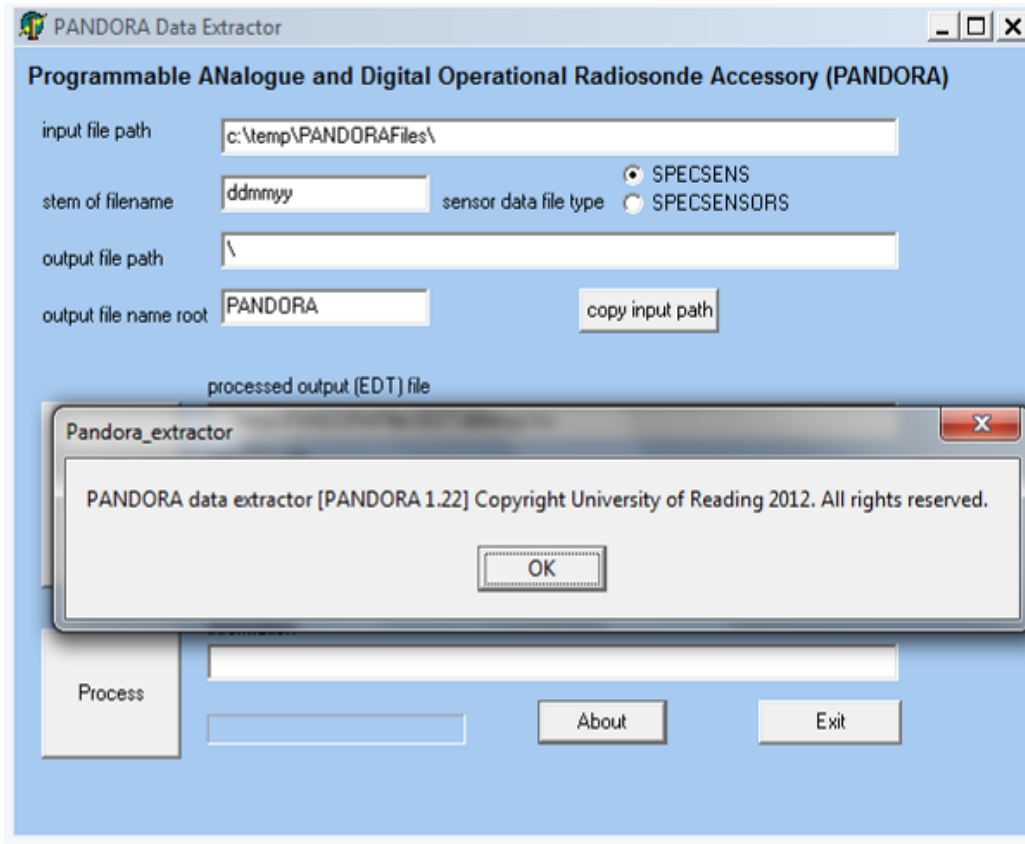 PANDORA Data Extractor
Programmable ANalogue and Digital Operational Radiosonde Accessory (PANDORA)
input file path
c:\temp\PANDORAFiles\
stem of filename
ddmmyy
sensor data file type
SPECSENS
SPECSENSORS
output file path
\
output file name root
PANDORA
copy input path
processed output (EDT) file
Pandora_extractor
PANDORA data extractor [PANDORA 1.22] Copyright University of Reading 2012. All rights reserved.
OK
Process
About
Exit